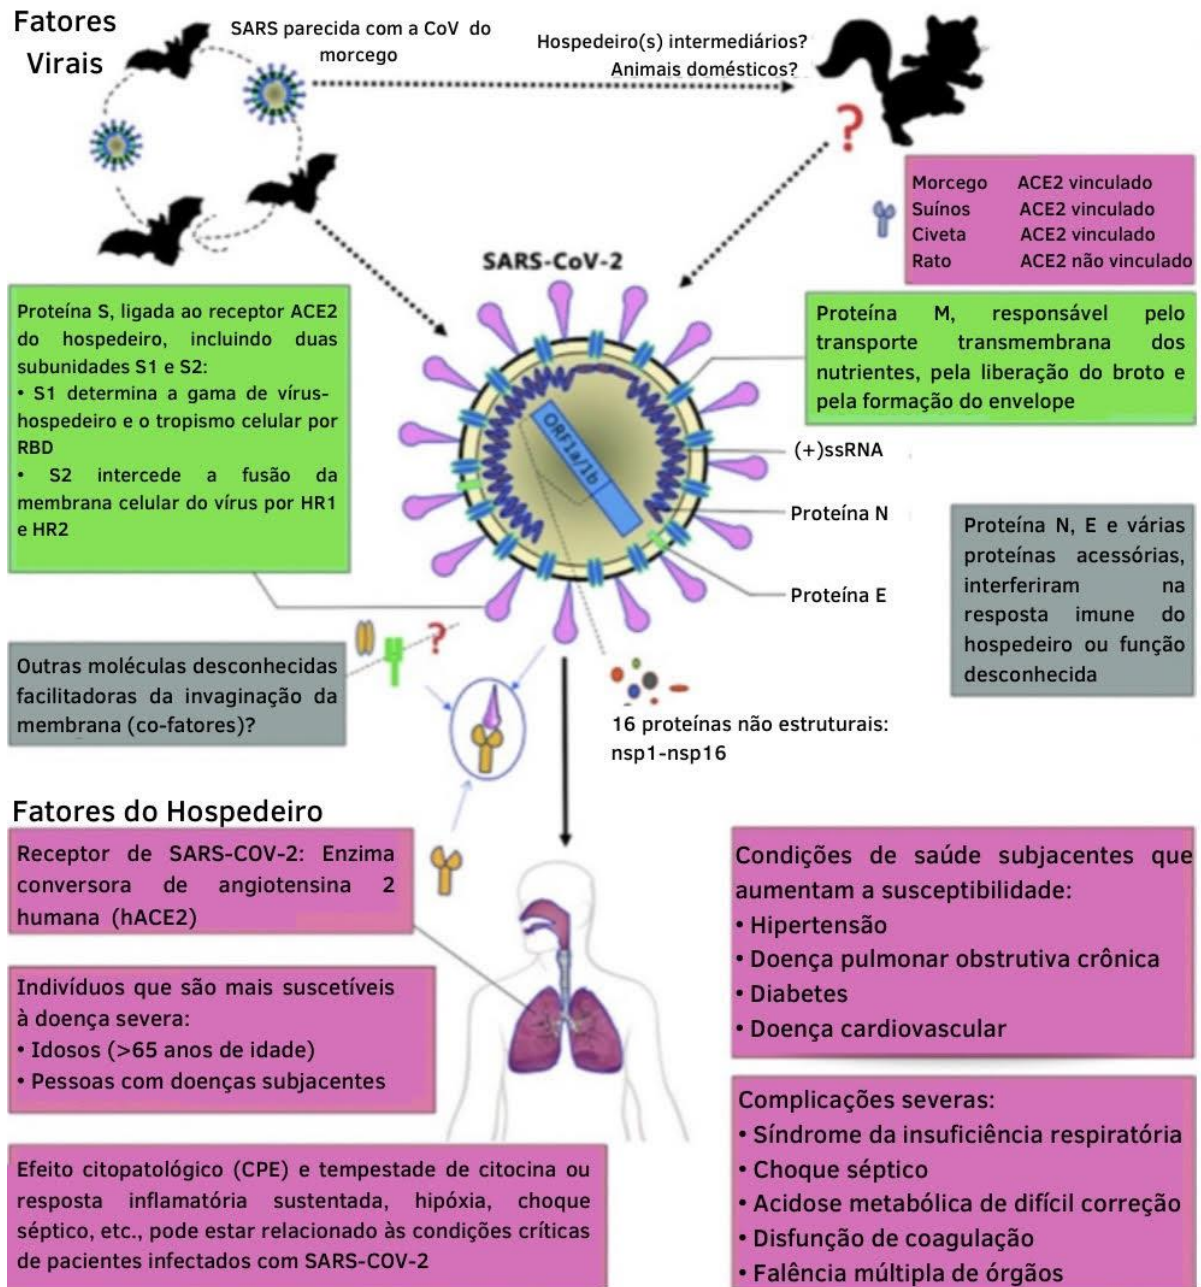 Fatores
Virais
SARS parecida com a CoV do
morcego
Hospedeiro(s) intermediários?
Animais domésticos?
?
Morcego ACE2 vinculado
Suínos ACE2 vinculado
Civeta ACE2 vinculado
Rato ACE2 não vinculado
SARS-CoV-2
Proteína S, ligada ao receptor ACE2
do hospedeiro, incluindo duas
subunidades S1 e S2:
• S1 determina a gama de vírus-
hospedeiro e o tropismo celular por
RBD
• S2 intercede a fusão da
membrana celular do vírus por HR1
e HR2
Proteína M, responsável pelo
transporte transmembrana dos
nutrientes, pela liberação do broto e
pela formação do envelope
ORF1a/1b
(+)ssRNA
Proteína N
Proteína E
Proteína N, E e várias
proteínas acessórias,
interferiram na
resposta imune do
hospedeiro ou função
desconhecida
?
Outras moléculas desconhecidas
facilitadoras da invaginação da
membrana (co-fatores)?
16 proteínas não estruturais:
nsp1-nsp16
Fatores do Hospedeiro
Receptor de SARS-COV-2: Enzima
conversora de angiotensina 2
humana (hACE2)
Indivíduos que são mais suscetíveis
à doença severa:
• Idosos (>65 anos de idade)
• Pessoas com doenças subjacentes
Efeito citopatológico (CPE) e tempestade de citocina ou
resposta inflamatória sustentada, hipóxia, choque
séptico, etc., pode estar relacionado às condições críticas
de pacientes infectados com SARS-COV-2
Condições de saúde subjacentes que
aumentam a susceptibilidade:
• Hipertensão
• Doença pulmonar obstrutiva crônica
• Diabetes
• Doença cardiovascular
Complicações severas:
• Síndrome da insuficiência respiratória
• Choque séptico
• Acidose metabólica de difícil correção
• Disfunção de coagulação
• Falência múltipla de órgãos